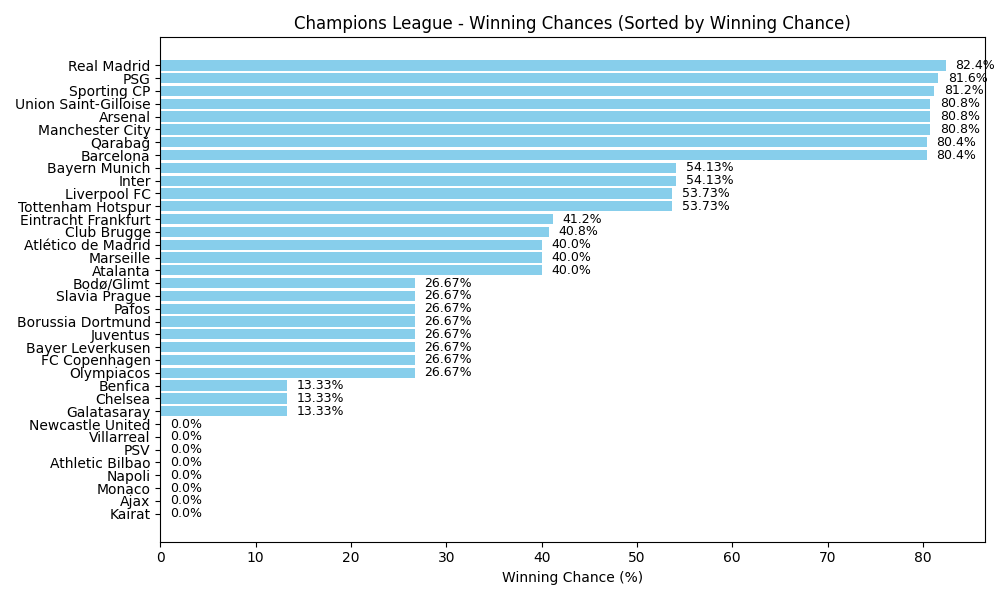 Champions League - Winning Chances (Sorted by Winning Chance)
Real Madrid 82.4%
PSG 81.6%
Sporting CP 81.2%
Union Saint-Gilloise 80.8%
Arsenal 80.8%
Manchester City 80.8%
Qarabağ 80.4%
Barcelona 80.4%
Bayern Munich 54.13%
Inter 54.13%
Liverpool FC 53.73%
Tottenham Hotspur 53.73%
Eintracht Frankfurt 41.2%
Club Brugge 40.8%
Atlético de Madrid 40.0%
Marseille 40.0%
Atalanta 40.0%
Bodø/Glimt 26.67%
Slavia Prague 26.67%
Pafos 26.67%
Borussia Dortmund 26.67%
Juventus 26.67%
Bayer Leverkusen 26.67%
FC Copenhagen 26.67%
Olympiacos 26.67%
Benfica 13.33%
Chelsea 13.33%
Galatasaray 13.33%
Newcastle United 0.0%
Villarreal 0.0%
PSV 0.0%
Athletic Bilbao 0.0%
Napoli 0.0%
Monaco 0.0%
Ajax 0.0%
Kairat 0.0%
0 10 20 30 40 50 60 70 80
Winning Chance (%)